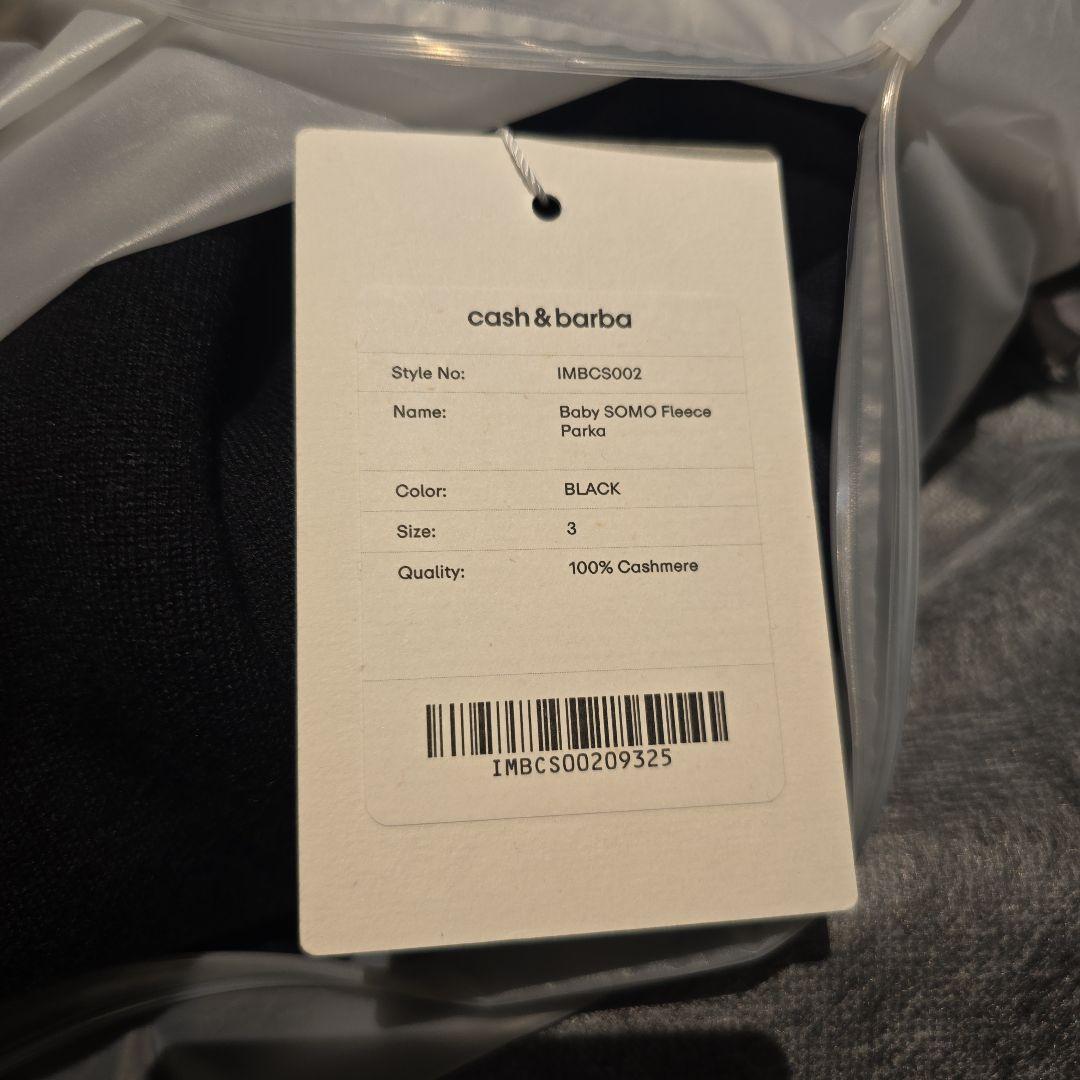 cash & barba
Style No: IMBCS002
Name: Baby SOMO Fleece
Parka
Color: BLACK
Size: 3
Quality: 100% Cashmere
IMBCS00209325